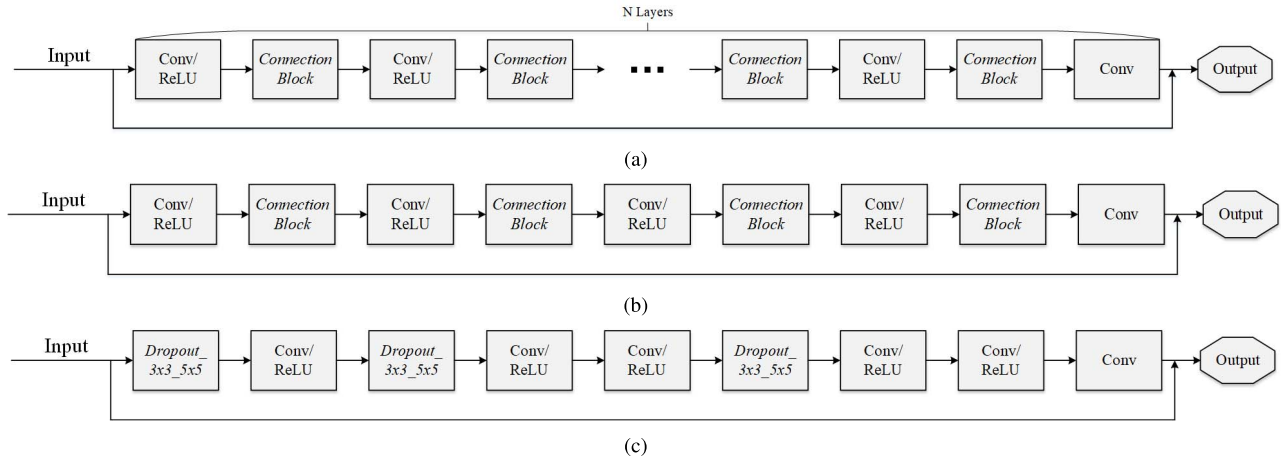 N Layers
Input
Conv/
ReLU
Connection
Block
Conv/
ReLU
Connection
Block
Connection
Block
Conv/
ReLU
Connection
Block
Conv
Output
(a)
Input
Conv/
ReLU
Connection
Block
Conv/
ReLU
Connection
Block
Conv/
ReLU
Connection
Block
Conv/
ReLU
Connection
Block
Conv
Output
(b)
Input
Dropout_
3x3_5x5
Conv/
ReLU
Dropout_
3x3_5x5
Conv/
ReLU
Conv/
ReLU
Dropout_
3x3_5x5
Conv/
ReLU
Conv/
ReLU
Conv
Output
(c)